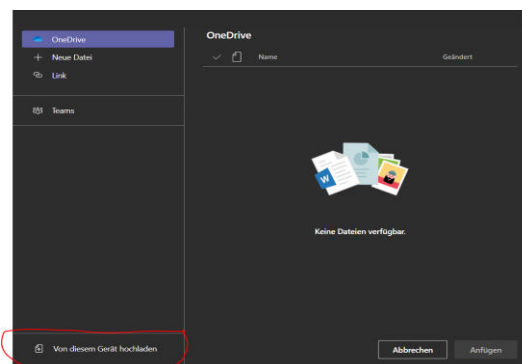 OneDrive
Neue Datei
Link
Teams
Von diesem Gerät hochladen
OneDrive
Name Geändert
W
Keine Dateien verfügbar.
Abbrechen Anfügen